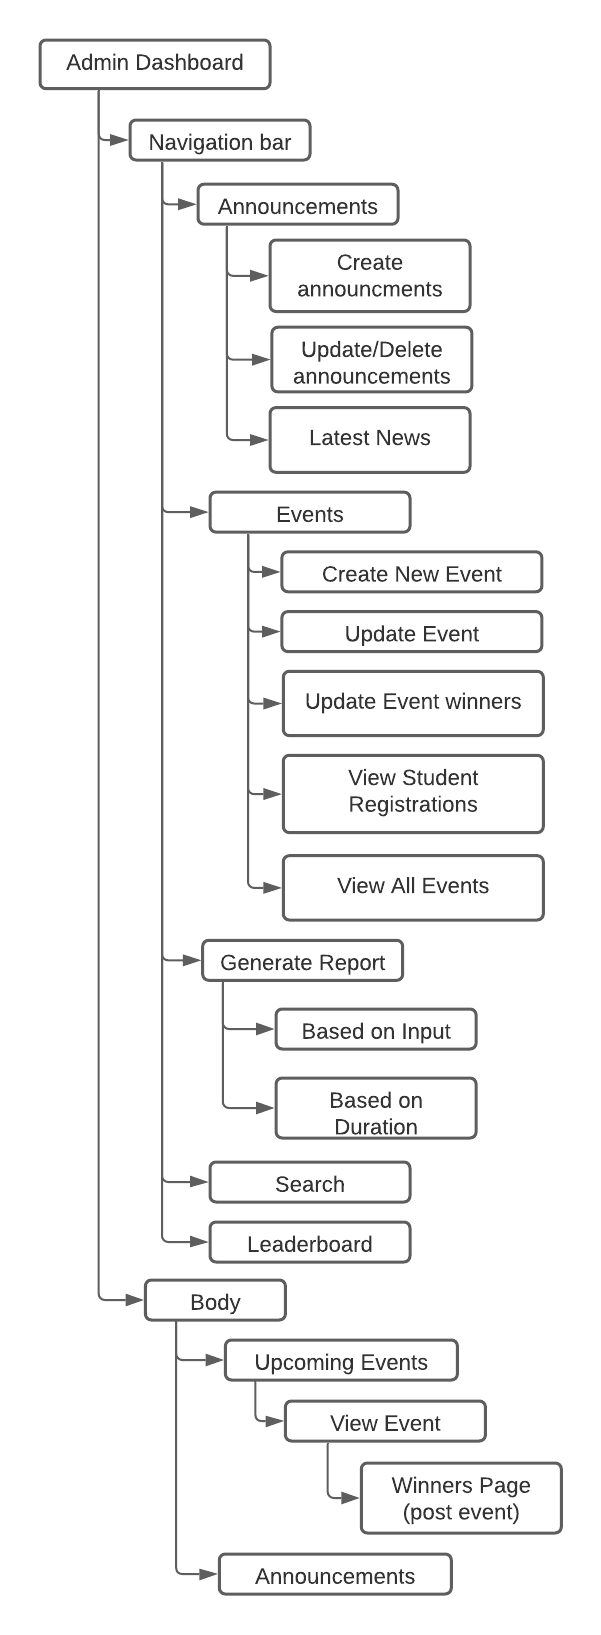 Admin Dashboard
Navigation bar
Announcements
Create
announcments
Update/Delete
announcements
Latest News
Events
Create New Event
Update Event
Update Event winners
View Student
Registrations
View All Events
Generate Report
Based on Input
Based on
Duration
Search
Leaderboard
Body
Upcoming Events
View Event
Winners Page
(post event)
Announcements